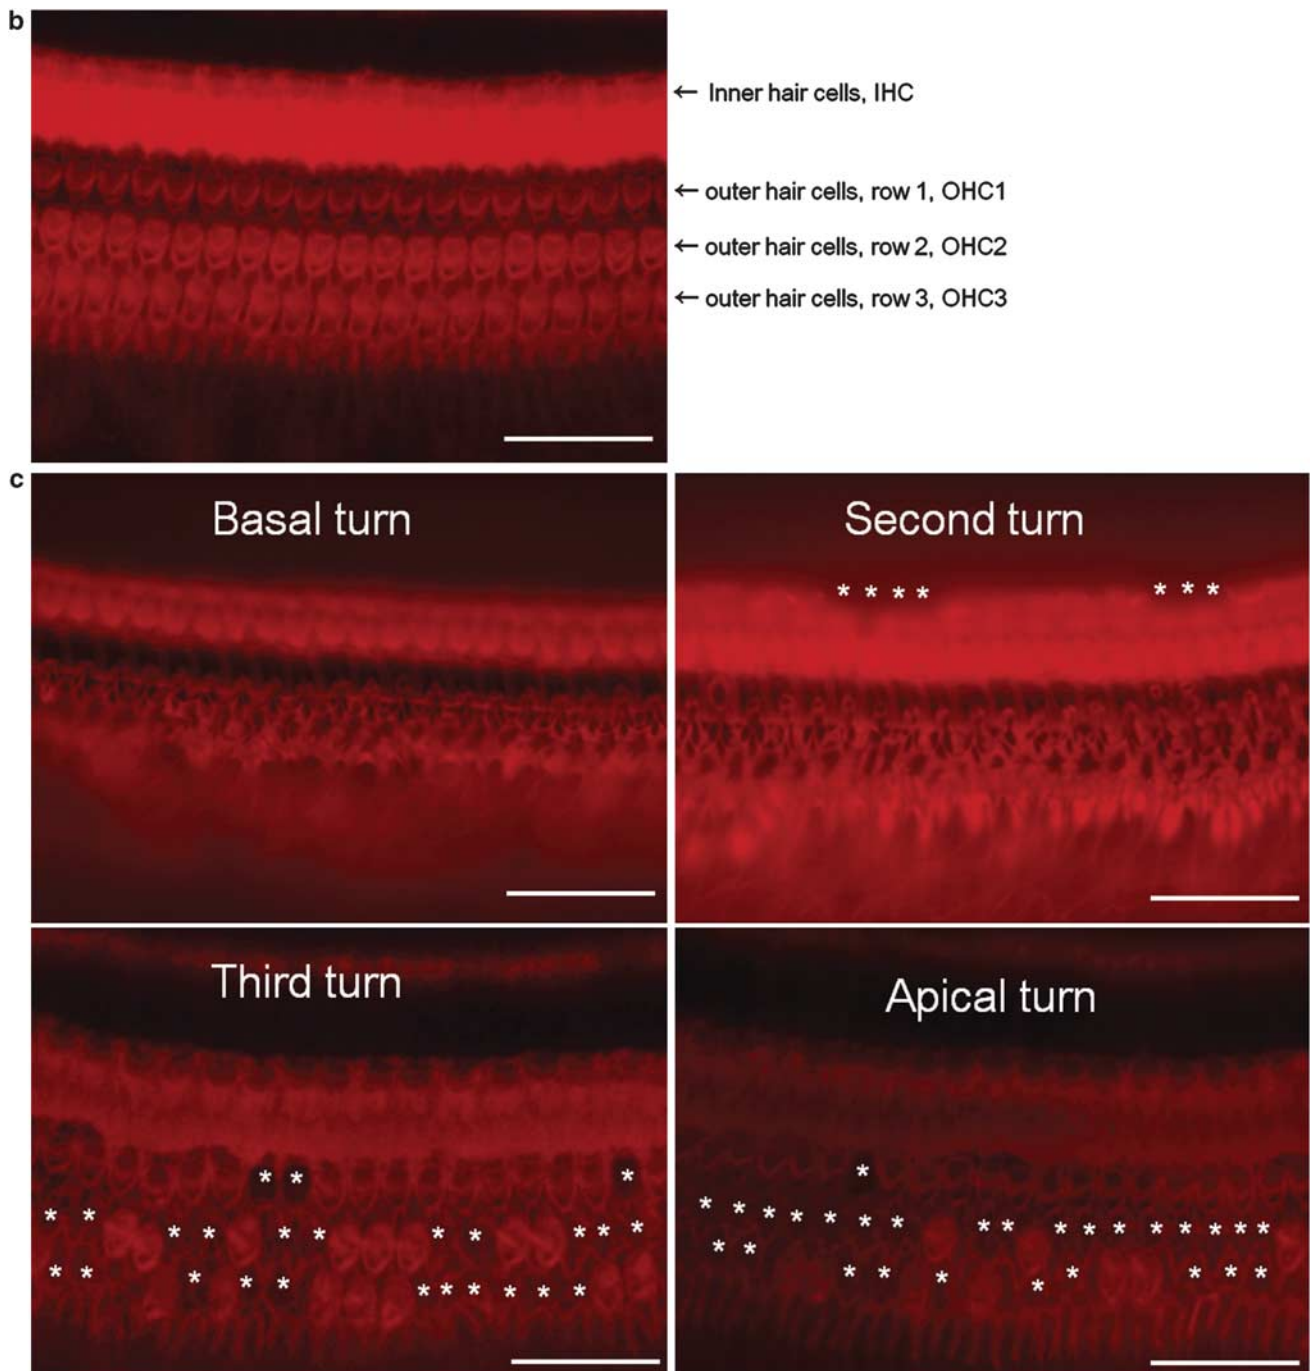 b
← Inner hair cells, IHC
← outer hair cells, row 1, OHC1
← outer hair cells, row 2, OHC2
← outer hair cells, row 3, OHC3
c
Basal turn
Second turn
* * * * * * *
Third turn
Apical turn
* * *
*
* * * * * * * * * * *
* * * * * * * * * * * * * * * * * *
* * * * * * * * * * *
* * * * * * * * * *